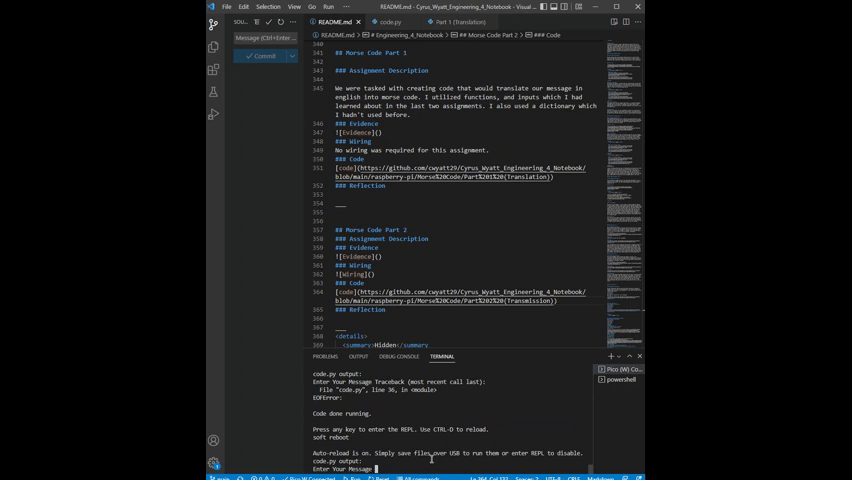 File Edit Selection View Go Run ··· README.md - Cyrus_Wyatt_Engineering_4_Notebook - Visual ...
SOU...
README.md code.py Part 1 (Translation)
README.md > # Engineering_4_Notebook > ## Morse Code Part 2 > ### Code
Message (Ctrl+Enter ...
Commit
340
341 ## Morse Code Part 1
342
343 ### Assignment Description
344
345 We were tasked with creating code that would translate our message in
english into morse code. I utilized functions, and inputs which I had
learned about in the last two assignments. I also used a dictionary which
I hadn't used before.
346 ### Evidence
347 ![Evidence]()
348 ### Wiring
349 No wiring was required for this assignment.
350 ### Code
351 [code](https://github.com/cwyatt29/Cyrus_Wyatt_Engineering_4_Notebook/
blob/main/raspberry-pi/Morse%20Code/Part%201%20(Translation))
352 ### Reflection
353
354 ___
355
356
357 ## Morse Code Part 2
358 ### Assignment Description
359 ### Evidence
360 ![Evidence]()
361 ### Wiring
362 ![Wiring]()
363 ### Code
364 [code](https://github.com/cwyatt29/Cyrus_Wyatt_Engineering_4_Notebook/
blob/main/raspberry-pi/Morse%20Code/Part%202%20(Transmission))
365 ### Reflection
366
367 ___
368 <details>
369 <summary>Hidden</summary
PROBLEMS OUTPUT DEBUG CONSOLE TERMINAL
code.py output:
Enter Your Message Traceback (most recent call last):
File "code.py", line 36, in <module>
EOFError:
Code done running.
Press any key to enter the REPL. Use CTRL-D to reload.
soft reboot
Auto-reload is on. Simply save files over USB to run them or enter REPL to disable.
code.py output:
Enter Your Message
Pico (W) Co...
powershell
main 0 0 0 Pico W Connected Run Reset All commands Ln 364, Col 131 Spaces: 2 UTF-8 CRLF Markdown